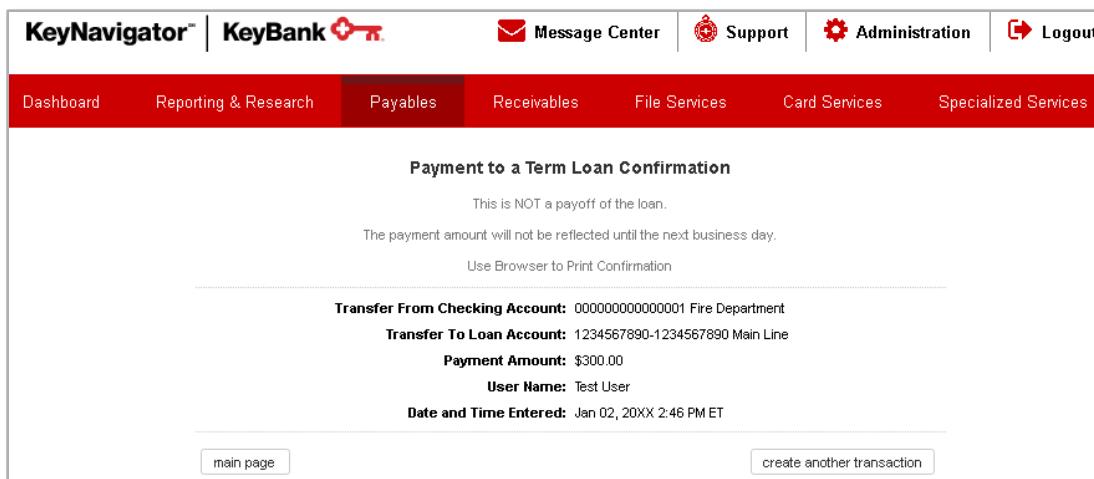 KeyNavigator℠ | KeyBank Message Center Support Administration Logout
Dashboard Reporting & Research Payables Receivables File Services Card Services Specialized Services
Payment to a Term Loan Confirmation
This is NOT a payoff of the loan.
The payment amount will not be reflected until the next business day.
Use Browser to Print Confirmation
Transfer From Checking Account: 000000000000001 Fire Department
Transfer To Loan Account: 1234567890-1234567890 Main Line
Payment Amount: $300.00
User Name: Test User
Date and Time Entered: Jan 02, 20XX 2:46 PM ET
main page create another transaction